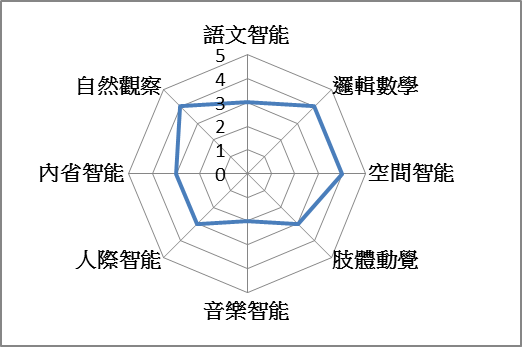 語文智能
邏輯數學
空間智能
肢體動覺
音樂智能
人際智能
內省智能
自然觀察
5
4
3
2
1
0